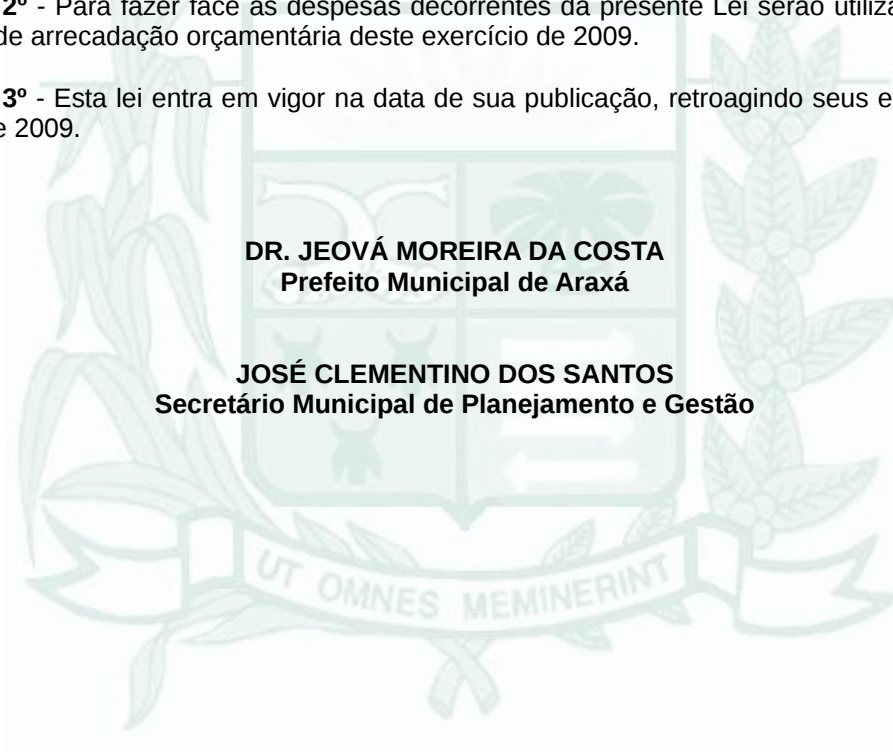 2º - Para fazer face às despesas decorrentes da presente Lei serão
de arrecadação orçamentária deste exercício de 2009.
3º - Esta lei entra em vigor na data de sua publicação, retroagindo seus
2009.
DR. JEOVÁ MOREIRA DA COSTA
Prefeito Municipal de Araxá
JOSÉ CLEMENTINO DOS SANTOS
Secretário Municipal de Planejamento e Gestão
UT OMNES MEMINERINT